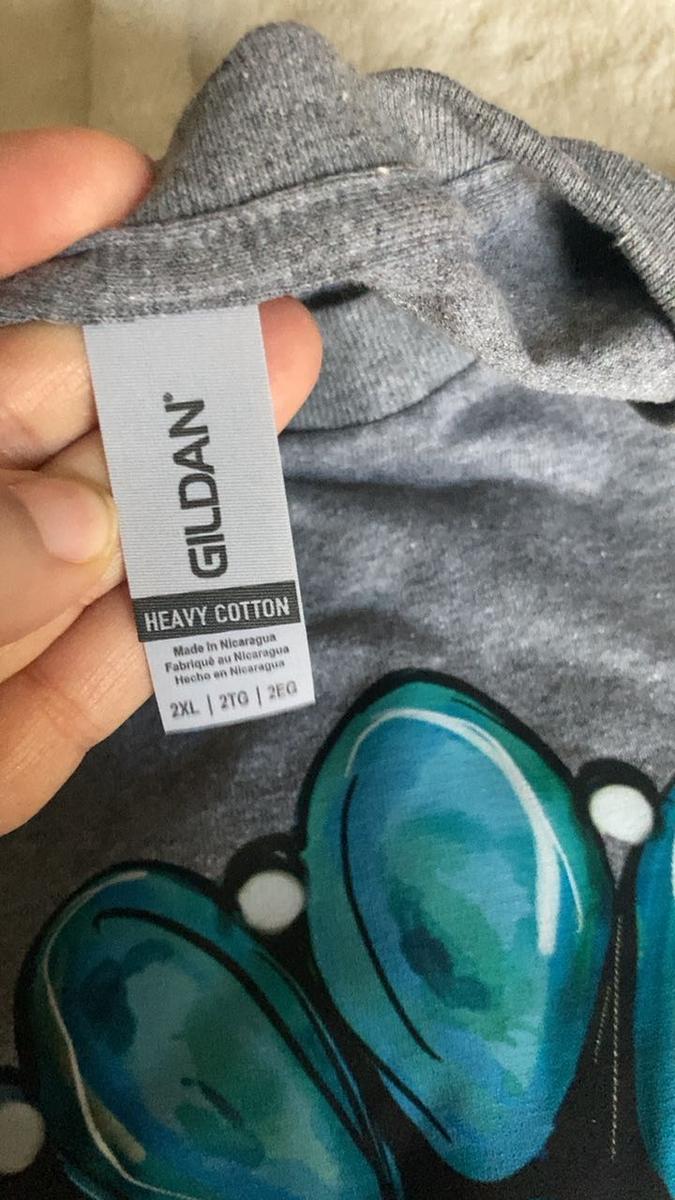 GILDAN®
HEAVY COTTON
Made in Nicaragua
Fabriqué au Nicaragua
Hecho en Nicaragua
2XL | 2TG | 2EG